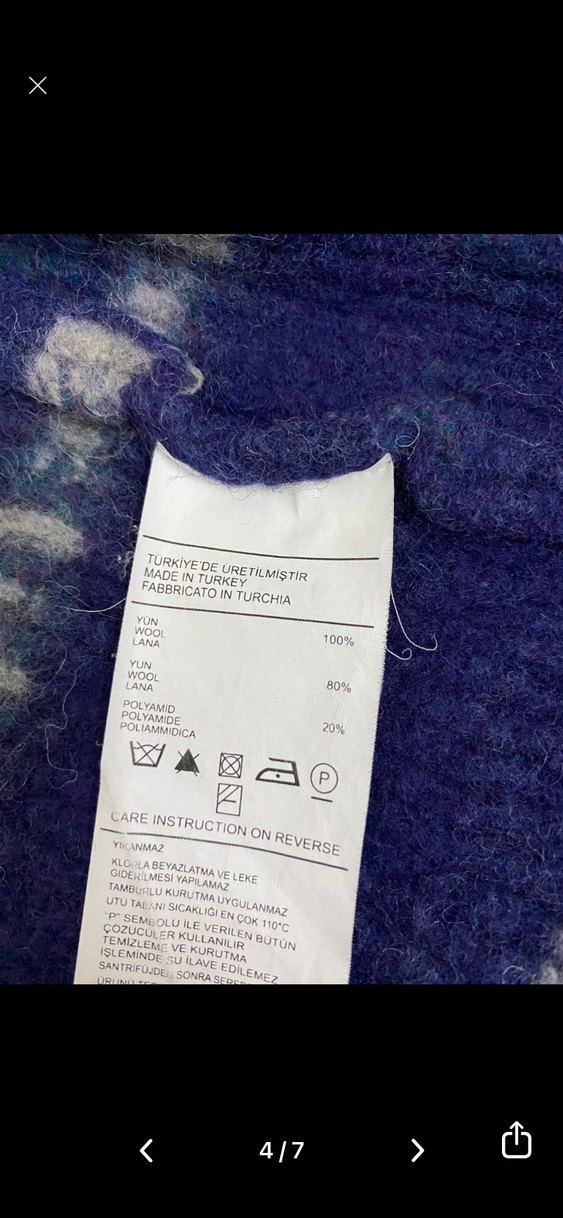 TÜRKİYE'DE ÜRETİLMİŞTİR
MADE IN TURKEY
FABBRICATO IN TURCHIA
YÜN
WOOL
LANA
100%
YUN
WOOL
LANA
80%
POLYAMID
POLYAMIDE
POLIAMMIDICA
20%
P
CARE INSTRUCTION ON REVERSE
YIKANMAZ
KLORLA BEYAZLATMA VE LEKE
GİDERİLMESİ YAPILAMAZ
TAMBURLU KURUTMA UYGULANMAZ
ÜTÜ TABANI SICAKLIĞI EN ÇOK 110°C
"P" SEMBOLÜ İLE VERİLEN BÜTÜN
ÇÖZÜCÜLER KULLANILIR
TEMİZLEME VE KURUTMA
İŞLEMİNDE SU İLAVE EDİLEMEZ
SANTRİFÜJDEN SONRA
ÜRÜNÜ
4/7